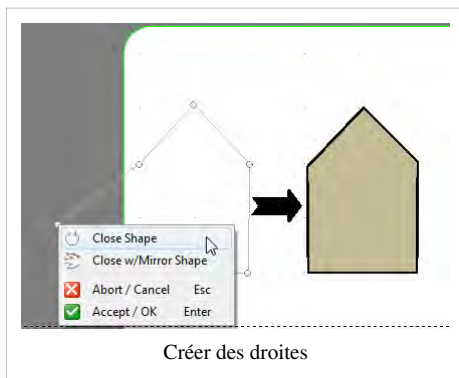 Close Shape
Close w/Mirror Shape
Abort / Cancel Esc
Accept / OK Enter
Créer des droites